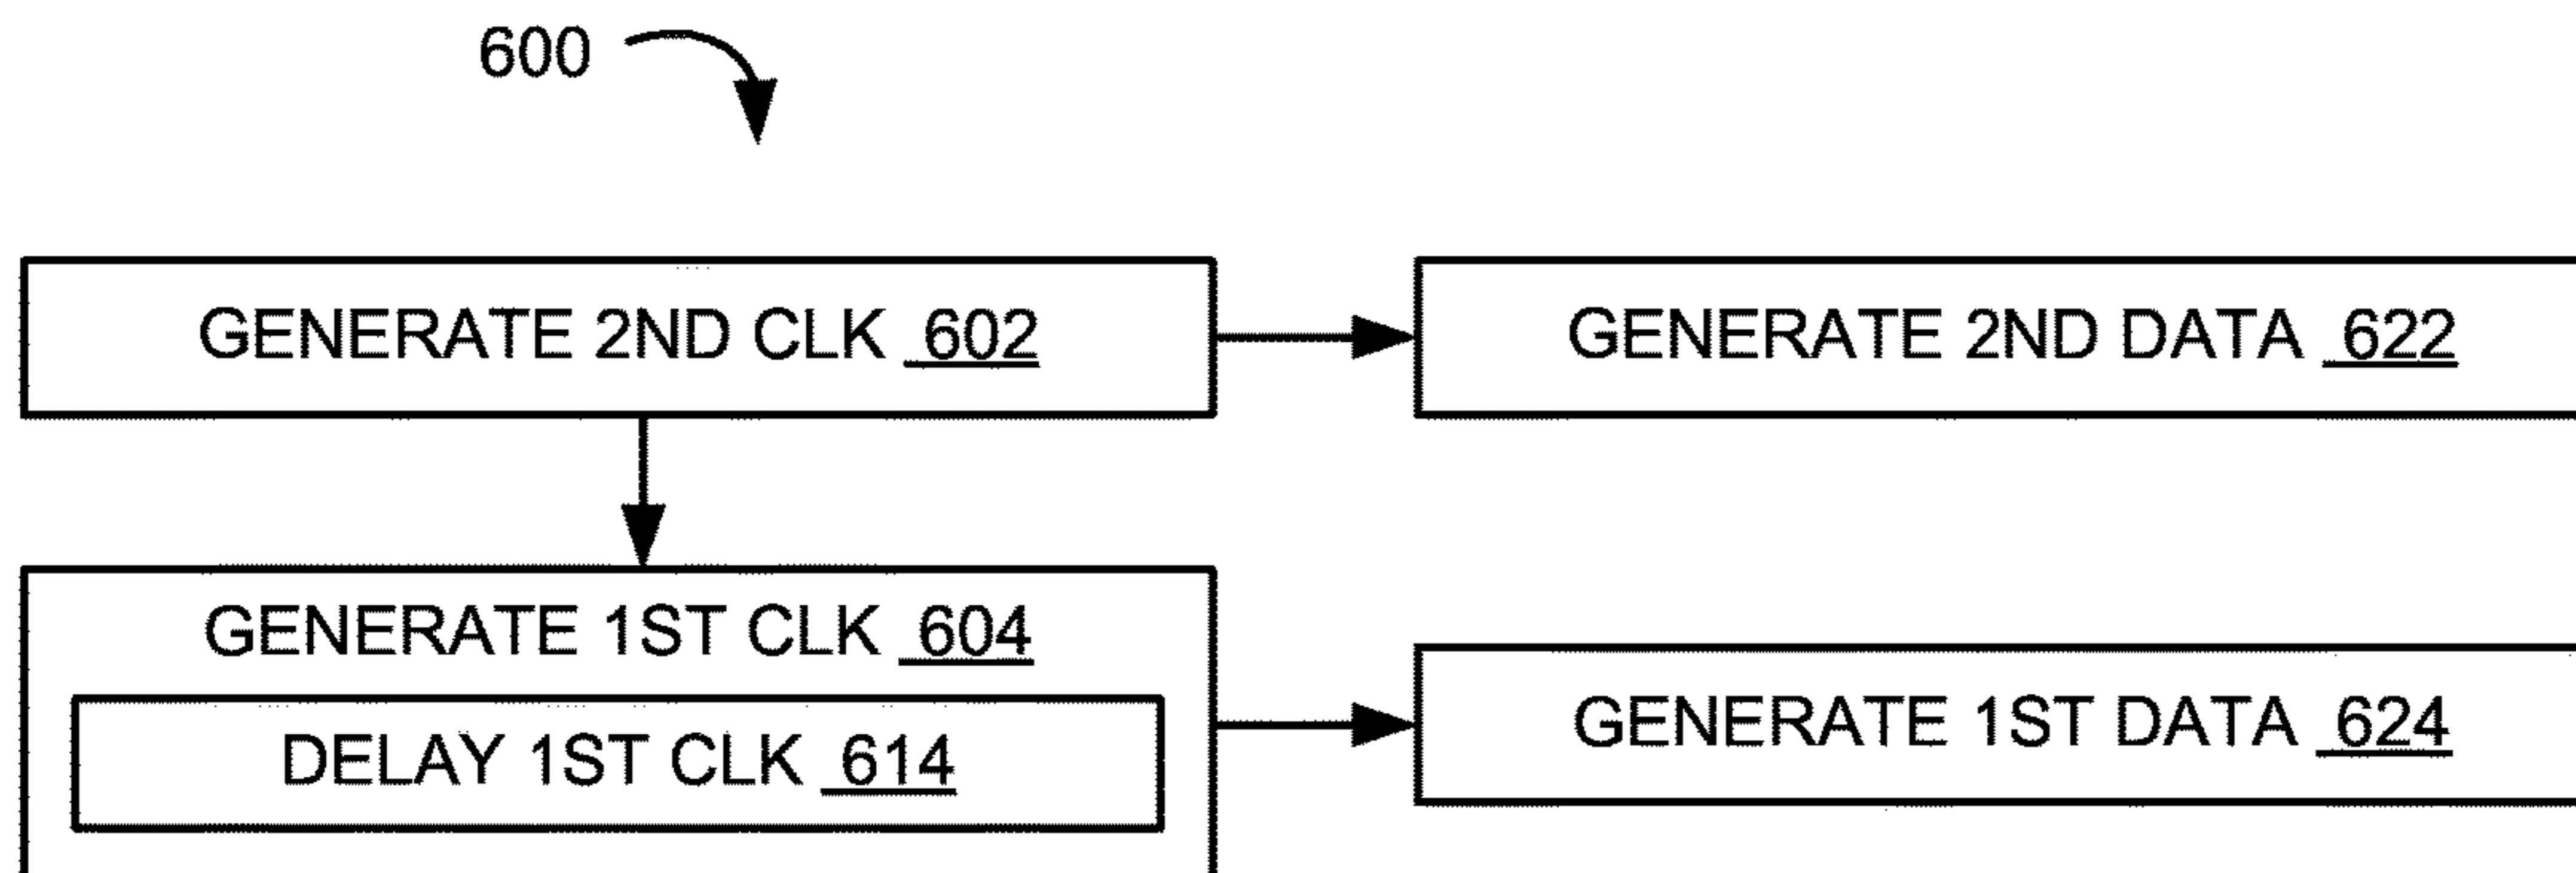 600
GENERATE 2ND CLK 602
GENERATE 2ND DATA 622
GENERATE 1ST CLK 604
DELAY 1ST CLK 614
GENERATE 1ST DATA 624